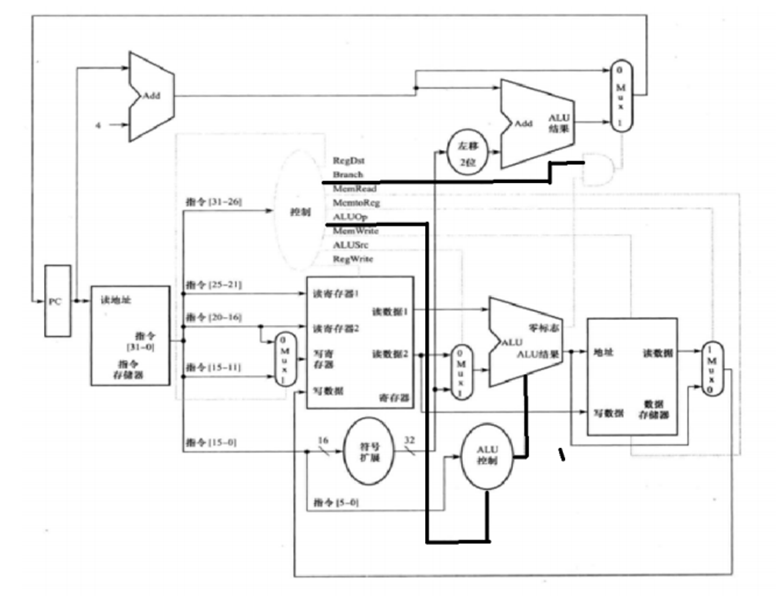 0
M
u
x
1
Add
Add
ALU
结果
4
左移
2位
RegDst
Branch
MemRead
MemtoReg
ALUOp
MemWrite
ALUSrc
RegWrite
控制
指令 [31-26]
PC
读地址
指令
[31-0]
指令
存储器
指令 [25-21]
指令 [20-16]
指令 [15-11]
指令 [15-0]
0
M
u
x
1
读寄存器1
读寄存器2
写寄
存器
写数据
读数据1
读数据2
寄存器
0
M
u
x
1
零标志
ALU
ALU结果
地址
读数据
写数据
数据
存储器
1
M
u
x
0
16
符号
扩展
32
ALU
控制
指令 [5-0]